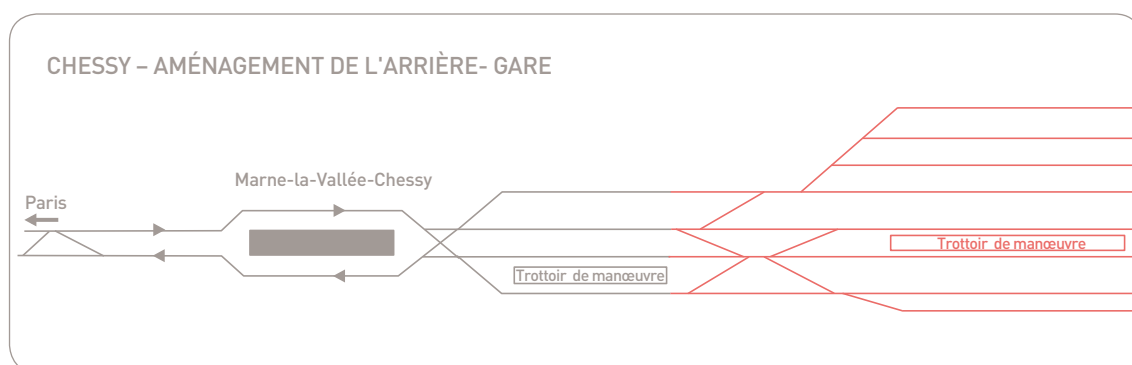 CHESSY – AMÉNAGEMENT DE L'ARRIÈRE- GARE
Marne-la-Vallée-Chessy
Paris
Trottoir de manœuvre
Trottoir de manœuvre